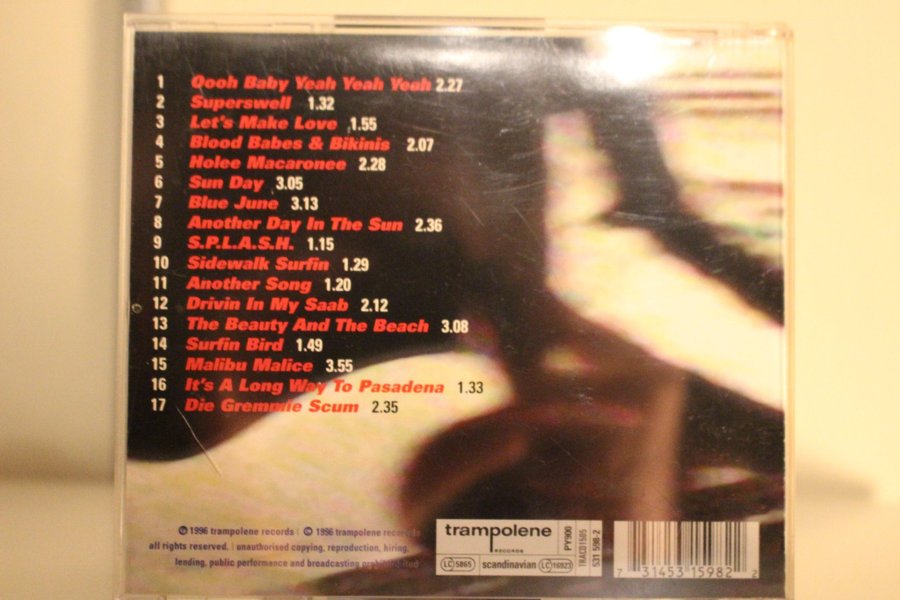 1 Oooh Baby Yeah Yeah Yeah 2.27
2 Superswell 1.32
3 Let's Make Love 1.55
4 Blood Babes & Bikinis 2.07
5 Holee Macaronee 2.28
6 Sun Day 3.05
7 Blue June 3.13
8 Another Day In The Sun 2.36
9 S.P.L.A.S.H. 1.15
10 Sidewalk Surfin 1.29
11 Another Song 1.20
12 Drivin In My Saab 2.12
13 The Beauty And The Beach 3.08
14 Surfin Bird 1.49
15 Malibu Malice 3.55
16 It's A Long Way To Pasadena 1.33
17 Die Gremmie Scum 2.35
℗ 1996 trampolene records | © 1996 trampolene records
all rights reserved. | unauthorised copying, reproduction, hiring,
lending, public performance and broadcasting prohibited
trampolene
RECORDS
LC 5865 scandinavian LC 16923
PY900
TRACD1505
531 598-2
7 31453 15982 2